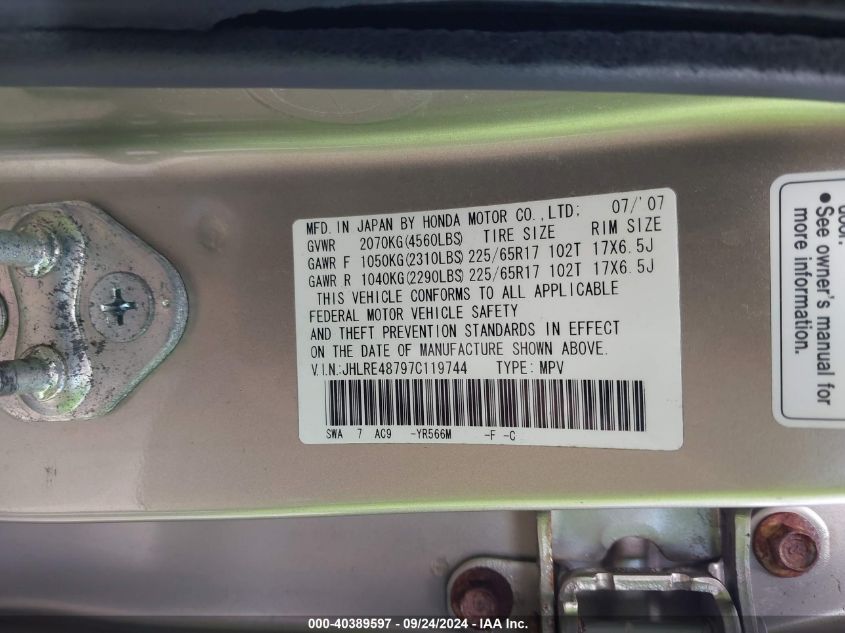 MFD. IN JAPAN BY HONDA MOTOR CO.,LTD; 07/'07
GVWR 2070KG(4560LBS) TIRE SIZE RIM SIZE
GAWR F 1050KG(2310LBS) 225/65R17 102T 17X6.5J
GAWR R 1040KG(2290LBS) 225/65R17 102T 17X6.5J
THIS VEHICLE CONFORMS TO ALL APPLICABLE
FEDERAL MOTOR VEHICLE SAFETY
AND THEFT PREVENTION STANDARDS IN EFFECT
ON THE DATE OF MANUFACTURE SHOWN ABOVE.
V.I.N.:JHLRE48797C119744 TYPE: MPV
SWA 7 AC9 -YR566M -F -C
door.
• See owner's manual for
more information.
000-40389597 - 09/24/2024 - IAA Inc.